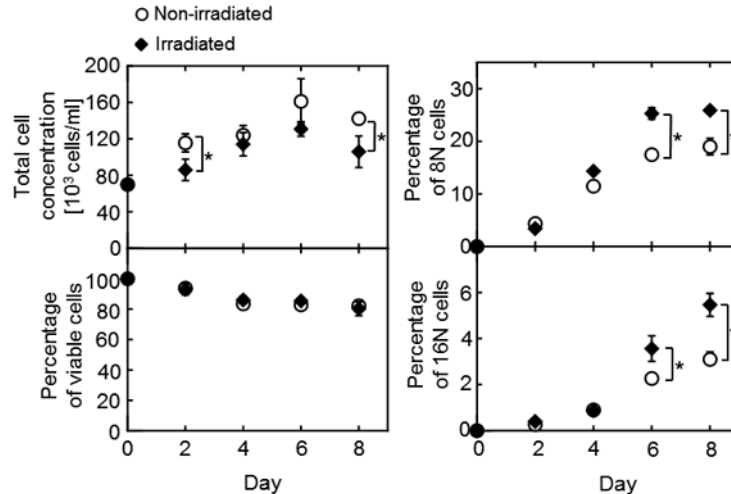 Non-irradiated
Irradiated
Total cell
concentration
[10³ cells/ml]
200
160
120
80
40
0
*
*
Percentage
of viable cells
100
80
60
40
20
0
0 2 4 6 8
Day
Percentage
of 8N cells
30
20
10
0
*
Percentage
of 16N cells
6
4
2
0
*
0 2 4 6 8
Day